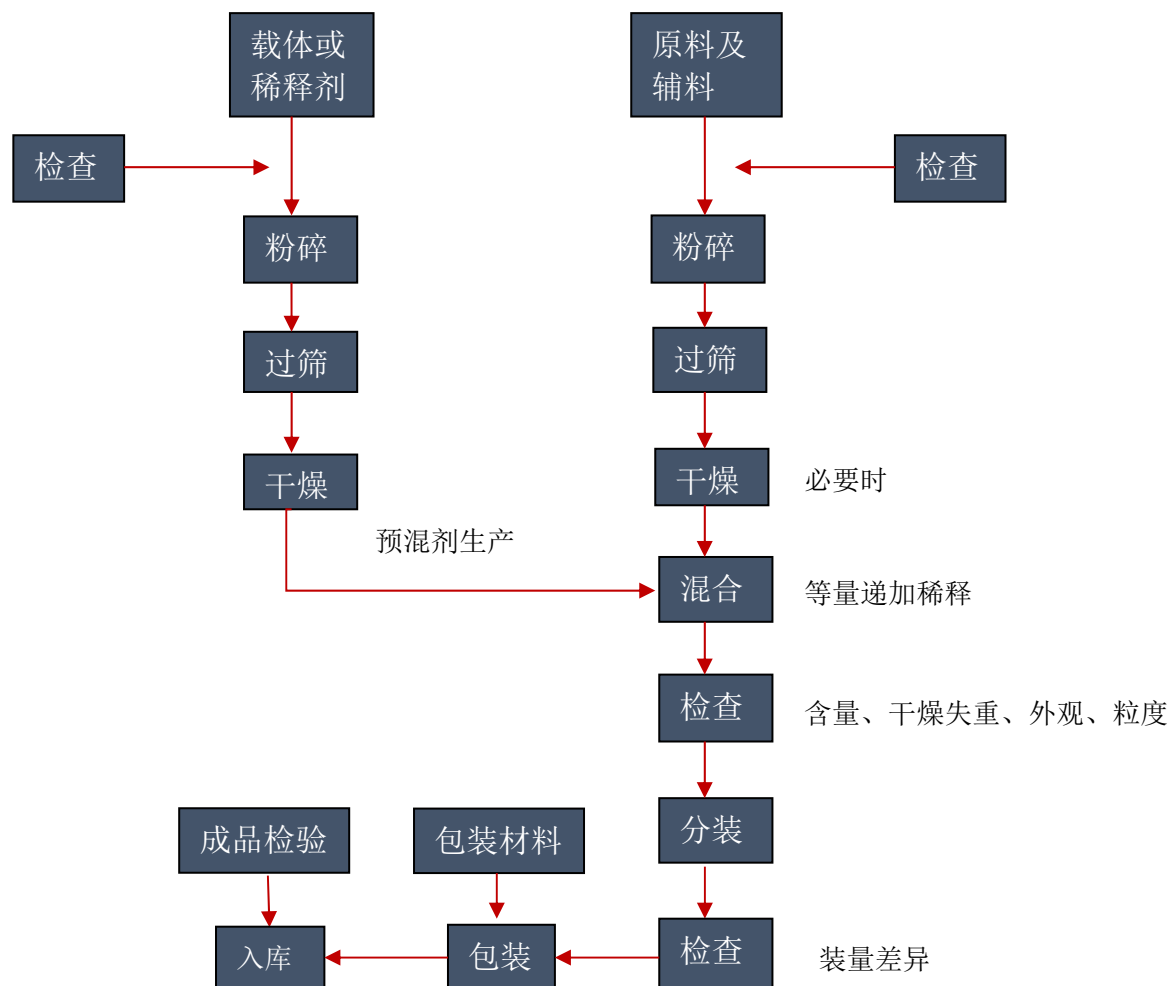 载体或
稀释剂
原料及
辅料
检查
检查
粉碎
粉碎
过筛
过筛
干燥
干燥
必要时
预混剂生产
混合
等量递加稀释
检查
含量、干燥失重、外观、粒度
分装
成品检验
包装材料
入库
包装
检查
装量差异